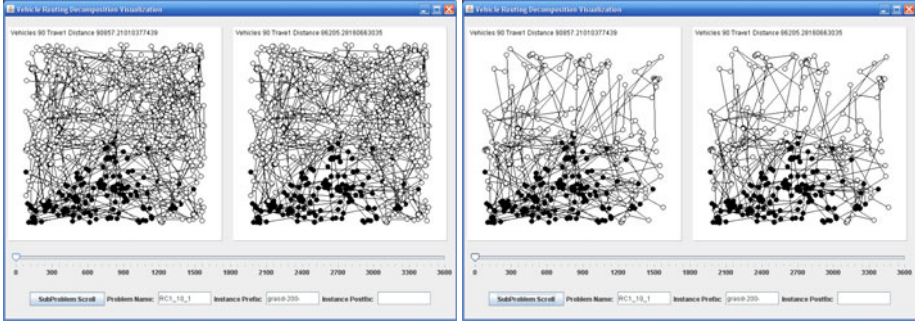 Vehicle Routing Decomposition Visualization
Vehicles 90 Travel Distance 90857.21010377439
Vehicles 90 Travel Distance 86205.28160663035
0 300 600 900 1200 1500 1800 2100 2400 2700 3000 3300 3600
SubProblem Scroll Problem Name: RC1_10_1 Instance Prefix: grasd-200- Instance Postfix:
Vehicle Routing Decomposition Visualization
Vehicles 90 Travel Distance 90857.21010377439
Vehicles 90 Travel Distance 86205.28160663035
0 300 600 900 1200 1500 1800 2100 2400 2700 3000 3300 3600
SubProblem Scroll Problem Name: RC1_10_1 Instance Prefix: grasd-200- Instance Postfix: